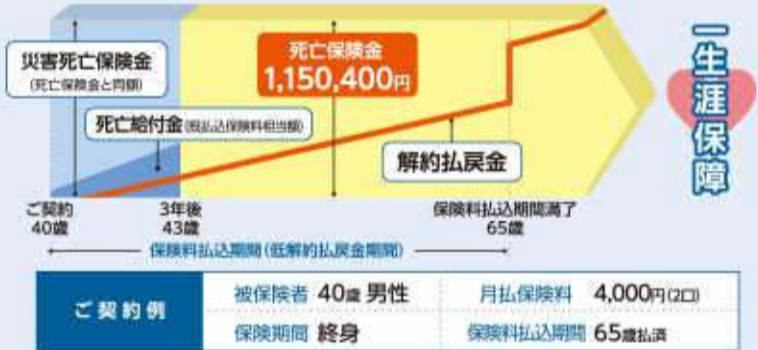 災害死亡保険金
(死亡保険金と同額)
死亡保険金
1,150,400円
死亡給付金(既払込保険料相当額)
解約払戻金
一生涯保障
ご契約
40歳
3年後
43歳
保険料払込期間満了
65歳
保険料払込期間(低解約払戻金期間)
ご契約例
被保険者 40歳 男性
月払保険料 4,000円(2口)
保険期間 終身
保険料払込期間 65歳払済